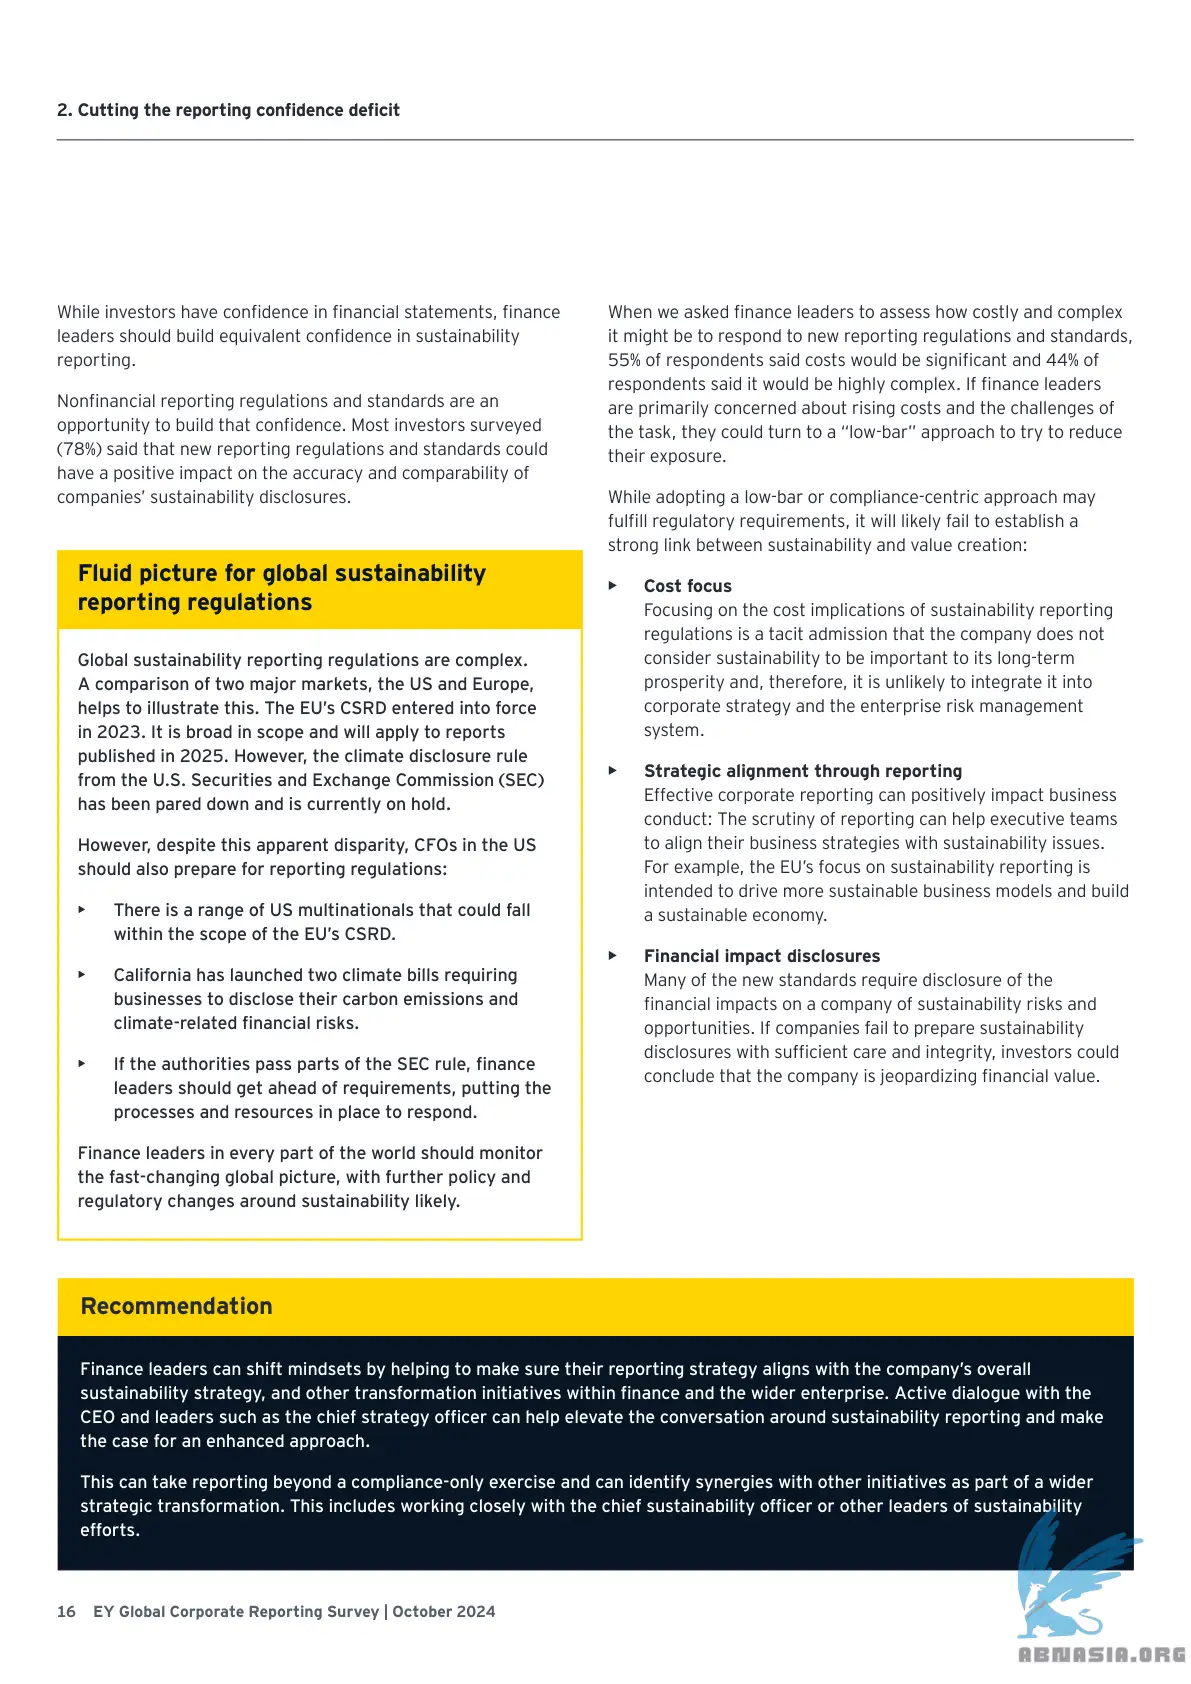 2. Cutting the reporting confidence deficit
While investors have confidence in financial statements, finance
leaders should build equivalent confidence in sustainability
reporting.
Nonfinancial reporting regulations and standards are an
opportunity to build that confidence. Most investors surveyed
(78%) said that new reporting regulations and standards could
have a positive impact on the accuracy and comparability of
companies’ sustainability disclosures.
Fluid picture for global sustainability
reporting regulations
Global sustainability reporting regulations are complex.
A comparison of two major markets, the US and Europe,
helps to illustrate this. The EU’s CSRD entered into force
in 2023. It is broad in scope and will apply to reports
published in 2025. However, the climate disclosure rule
from the U.S. Securities and Exchange Commission (SEC)
has been pared down and is currently on hold.
However, despite this apparent disparity, CFOs in the US
should also prepare for reporting regulations:
There is a range of US multinationals that could fall
within the scope of the EU’s CSRD.
California has launched two climate bills requiring
businesses to disclose their carbon emissions and
climate-related financial risks.
If the authorities pass parts of the SEC rule, finance
leaders should get ahead of requirements, putting the
processes and resources in place to respond.
Finance leaders in every part of the world should monitor
the fast-changing global picture, with further policy and
regulatory changes around sustainability likely.
When we asked finance leaders to assess how costly and complex
it might be to respond to new reporting regulations and standards,
55% of respondents said costs would be significant and 44% of
respondents said it would be highly complex. If finance leaders
are primarily concerned about rising costs and the challenges of
the task, they could turn to a “low-bar” approach to try to reduce
their exposure.
While adopting a low-bar or compliance-centric approach may
fulfill regulatory requirements, it will likely fail to establish a
strong link between sustainability and value creation:
Cost focus
Focusing on the cost implications of sustainability reporting
regulations is a tacit admission that the company does not
consider sustainability to be important to its long-term
prosperity and, therefore, it is unlikely to integrate it into
corporate strategy and the enterprise risk management
system.
Strategic alignment through reporting
Effective corporate reporting can positively impact business
conduct: The scrutiny of reporting can help executive teams
to align their business strategies with sustainability issues.
For example, the EU’s focus on sustainability reporting is
intended to drive more sustainable business models and build
a sustainable economy.
Financial impact disclosures
Many of the new standards require disclosure of the
financial impacts on a company of sustainability risks and
opportunities. If companies fail to prepare sustainability
disclosures with sufficient care and integrity, investors could
conclude that the company is jeopardizing financial value.
Recommendation
Finance leaders can shift mindsets by helping to make sure their reporting strategy aligns with the company’s overall
sustainability strategy, and other transformation initiatives within finance and the wider enterprise. Active dialogue with the
CEO and leaders such as the chief strategy officer can help elevate the conversation around sustainability reporting and make
the case for an enhanced approach.
This can take reporting beyond a compliance-only exercise and can identify synergies with other initiatives as part of a wider
strategic transformation. This includes working closely with the chief sustainability officer or other leaders of sustainability
efforts.
16 EY Global Corporate Reporting Survey | October 2024
ABNASIA.ORG